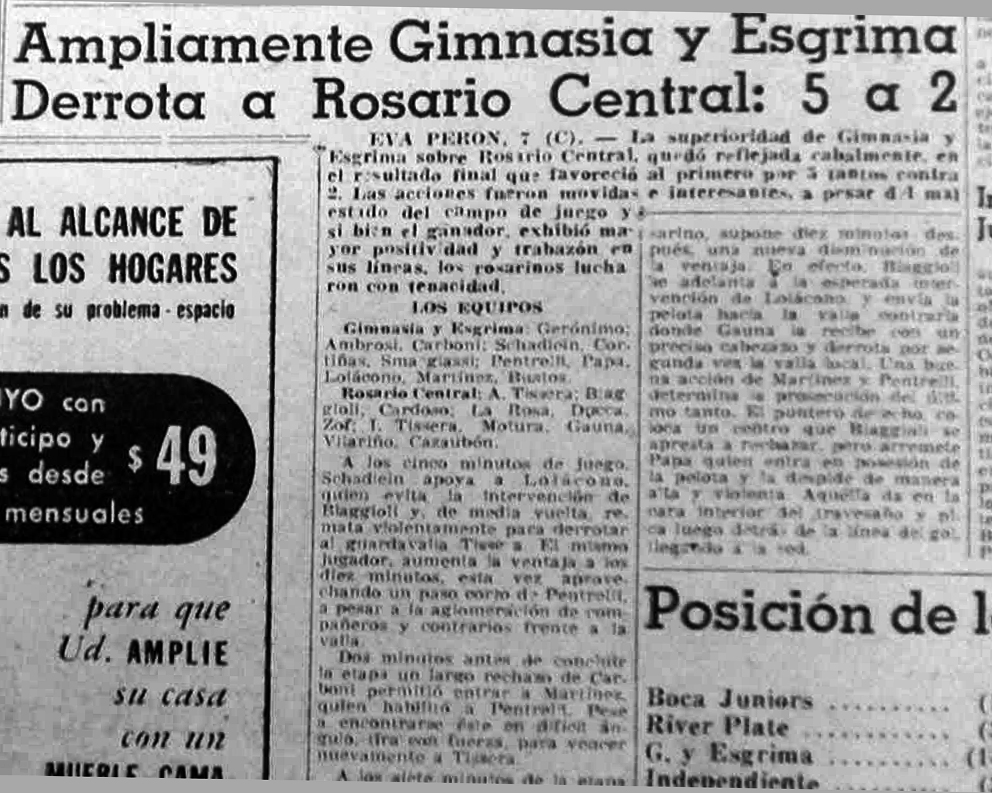 Ampliamente Gimnasia y Esgrima
Derrota a Rosario Central: 5 a 2
EVA PERON, 7 (C). — La superioridad de Gimnasia y
Esgrima sobre Rosario Central, quedó reflejada cabalmente, en
el resultado final que favoreció al primero por 5 tantos contra
2. Las acciones fueron movidas e interesantes, a pesar del mal
estado del campo de juego y
si bien el ganador, exhibió ma-
yor positividad y trabazón en
sus líneas, los rosarinos lucha
ron con tenacidad.
LOS EQUIPOS
Gimnasia y Esgrima: Gerónimo;
Ambrosi, Carboni; Schadlein, Cor-
tiñas, Smargiassi; Pentrelli, Papa,
Loiácono, Martínez, Bustos.
Rosario Central: A. Tissera; Biag
gioli, Cardoso; La Rosa, Ducca,
Zof; I. Tissera, Motura, Gauna,
Vilariño, Cazaubón.
A los cinco minutos de juego,
Schadlein apoya a Loiácono,
quien evita la intervención de
Biaggioli y, de media vuelta, re-
mata violentamente para derrotar
al guardavalla Tissera. El mismo
jugador, aumenta la ventaja a los
diez minutos, esta vez aprove-
chando un paso corto de Pentrelli,
a pesar a la aglomeración de com-
pañeros y contrarios frente a la
valla.
Dos minutos antes de concluir
la etapa un largo rechazo de Car-
boni permitió entrar a Martínez,
quien habilitó a Pentrelli. Pese
a encontrarse éste en difícil án-
gulo, tira con fuerza, para vencer
nuevamente a Tissera.
A los siete minutos de la etapa
sarino, supone diez minutos des-
pués, una nueva disminución de
la ventaja. En efecto, Biaggioli
se adelanta a la esperada inter-
vención de Loiácono, y envía la
pelota hacia la valla contraria
donde Gauna la recibe con un
preciso cabezazo y derrota por se-
gunda vez la valla local. Una bue-
na acción de Martínez y Pentrelli,
determina la prosecución del últi-
mo tanto. El puntero derecho, co-
loca un centro que Biaggioli se
apresta a rechazar, pero arremete
Papa quien entra en posesión de
la pelota y la despide de manera
alta y violenta. Aquélla da en la
cara interior del travesaño y pi-
ca luego detrás de la línea del gol,
llegando a la red.
Posición de l
Boca Juniors ..........
River Plate ..........
G. y Esgrima ..........
Independiente ..........
AL ALCANCE DE
S LOS HOGARES
n de su problema - espacio
YO con
ticipo y
s desde
$ 49
mensuales
para que
Ud. AMPLIE
su casa
con un
MUEBLE CAMA